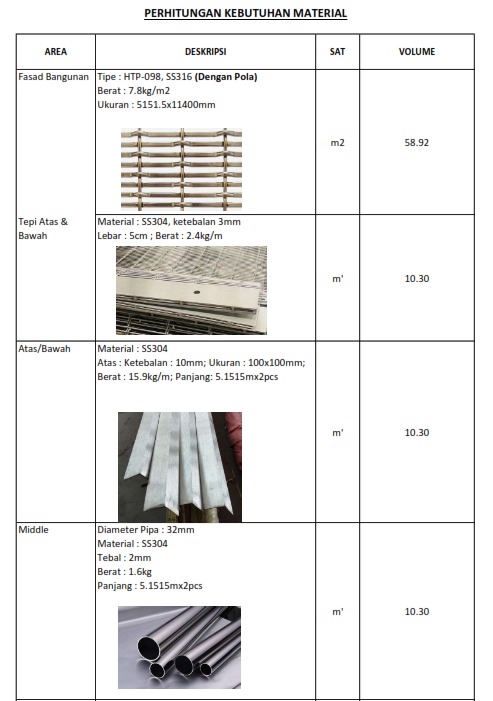 PERHITUNGAN KEBUTUHAN MATERIAL
AREA DESKRIPSI SAT VOLUME
Fasad Bangunan
Tipe : HTP-098, SS316 (Dengan Pola)
Berat : 7.8kg/m2
Ukuran : 5151.5x11400mm
m2
58.92
Tepi Atas &
Bawah
Material : SS304, ketebalan 3mm
Lebar : 5cm ; Berat : 2.4kg/m
m'
10.30
Atas/Bawah
Material : SS304
Atas : Ketebalan : 10mm; Ukuran : 100x100mm;
Berat : 15.9kg/m; Panjang: 5.1515mx2pcs
m'
10.30
Middle
Diameter Pipa : 32mm
Material : SS304
Tebal : 2mm
Berat : 1.6kg
Panjang : 5.1515mx2pcs
m'
10.30